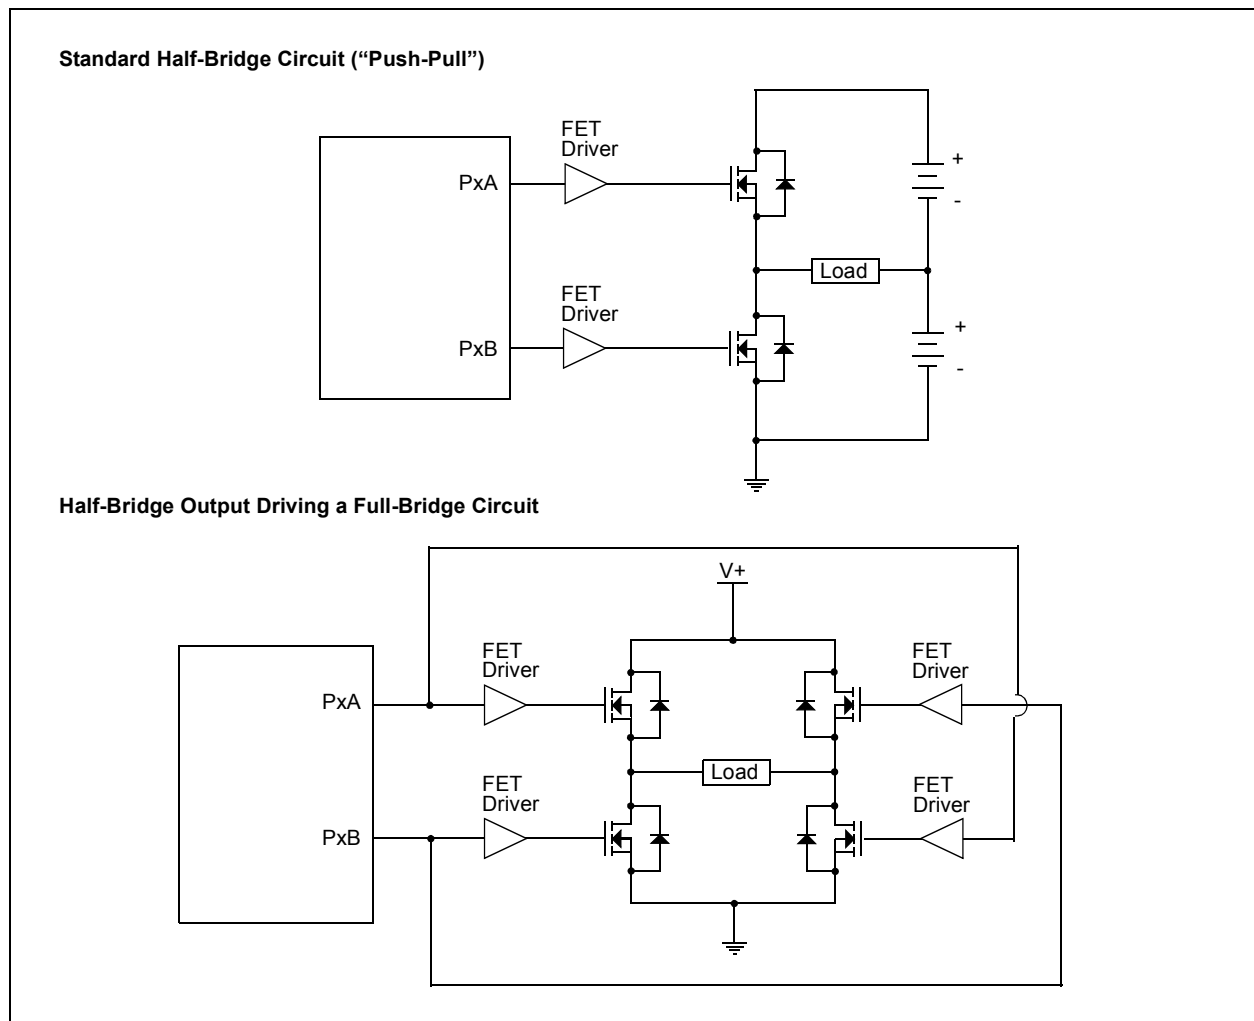 Standard Half-Bridge Circuit (“Push-Pull”)
FET
Driver
PxA
+
-
Load
FET
Driver
PxB
+
-
Half-Bridge Output Driving a Full-Bridge Circuit
V+
FET
Driver
FET
Driver
PxA
Load
FET
Driver
FET
Driver
PxB